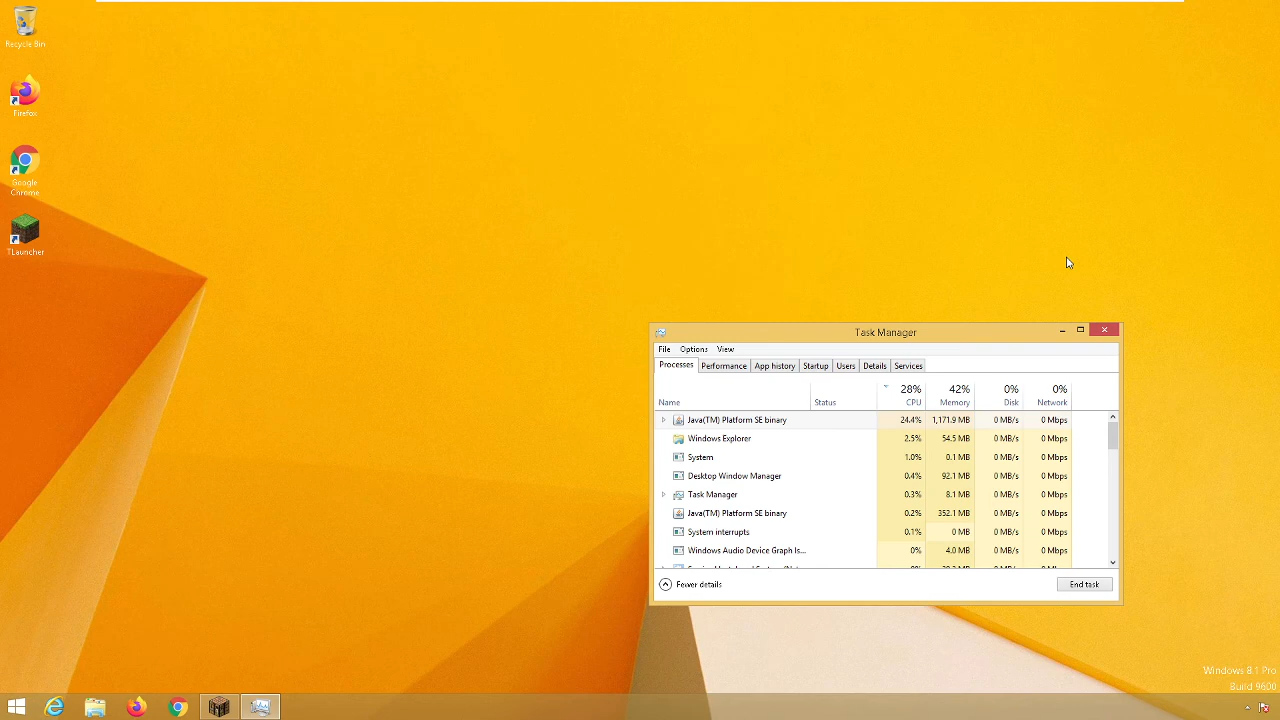 Recycle Bin
Firefox
Google
Chrome
TLauncher
Task Manager
File Options View
Processes Performance App history Startup Users Details Services
28% 42% 0% 0%
Name Status CPU Memory Disk Network
Java(TM) Platform SE binary 24.4% 1,171.9 MB 0 MB/s 0 Mbps
Windows Explorer 2.5% 54.5 MB 0 MB/s 0 Mbps
System 1.0% 0.1 MB 0 MB/s 0 Mbps
Desktop Window Manager 0.4% 92.1 MB 0 MB/s 0 Mbps
Task Manager 0.3% 8.1 MB 0 MB/s 0 Mbps
Java(TM) Platform SE binary 0.2% 352.1 MB 0 MB/s 0 Mbps
System interrupts 0.1% 0 MB 0 MB/s 0 Mbps
Windows Audio Device Graph Is... 0% 4.0 MB 0 MB/s 0 Mbps
Fewer details End task
Windows 8.1 Pro
Build 9600